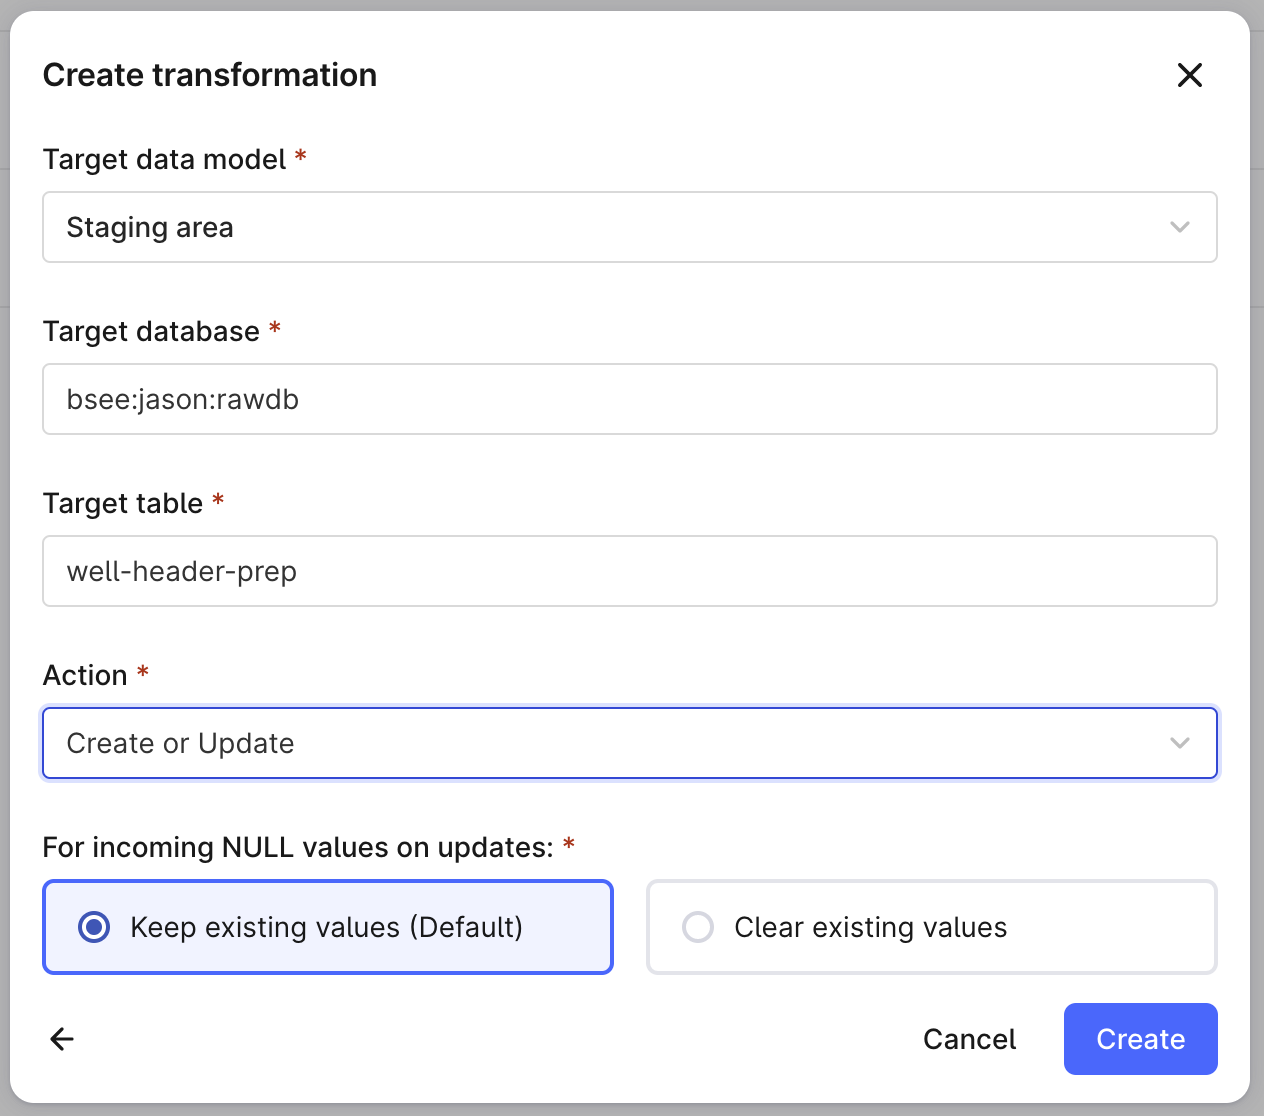 Create transformation
Target data model *
Staging area
Target database *
bsee:jason:rawdb
Target table *
well-header-prep
Action *
Create or Update
For incoming NULL values on updates: *
Keep existing values (Default)
Clear existing values
Cancel
Create